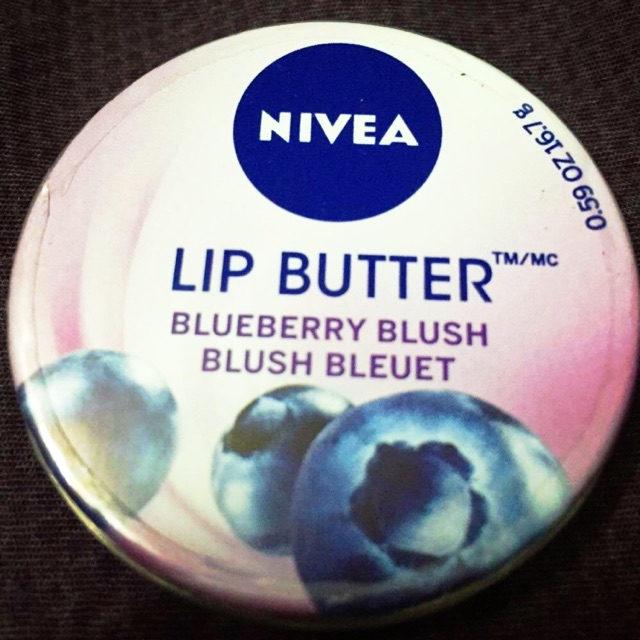 NIVEA
0.59 OZ 16.7 g
LIP BUTTER™/MC
BLUEBERRY BLUSH
BLUSH BLEUET